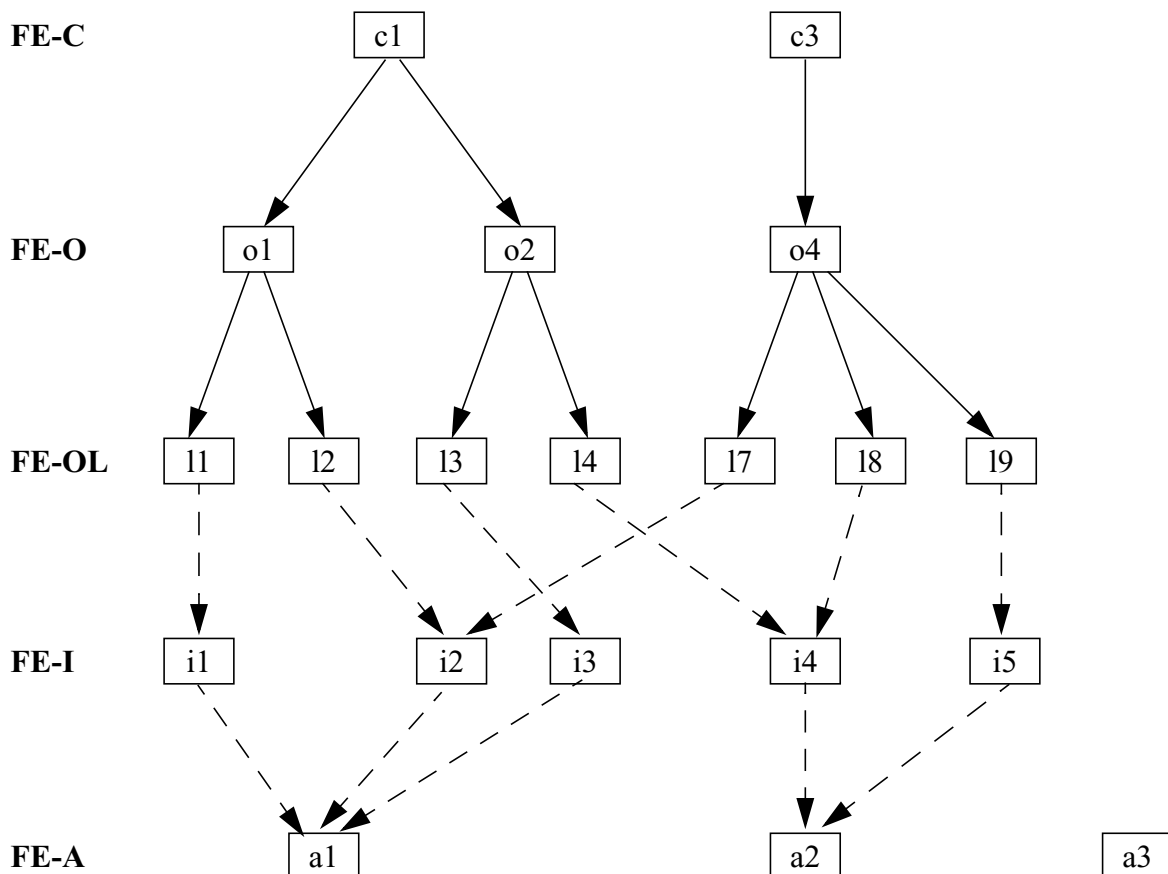 FE-C c1 c3
FE-O o1 o2 o4
FE-OL l1 l2 l3 l4 l7 l8 l9
FE-I i1 i2 i3 i4 i5
FE-A a1 a2 a3